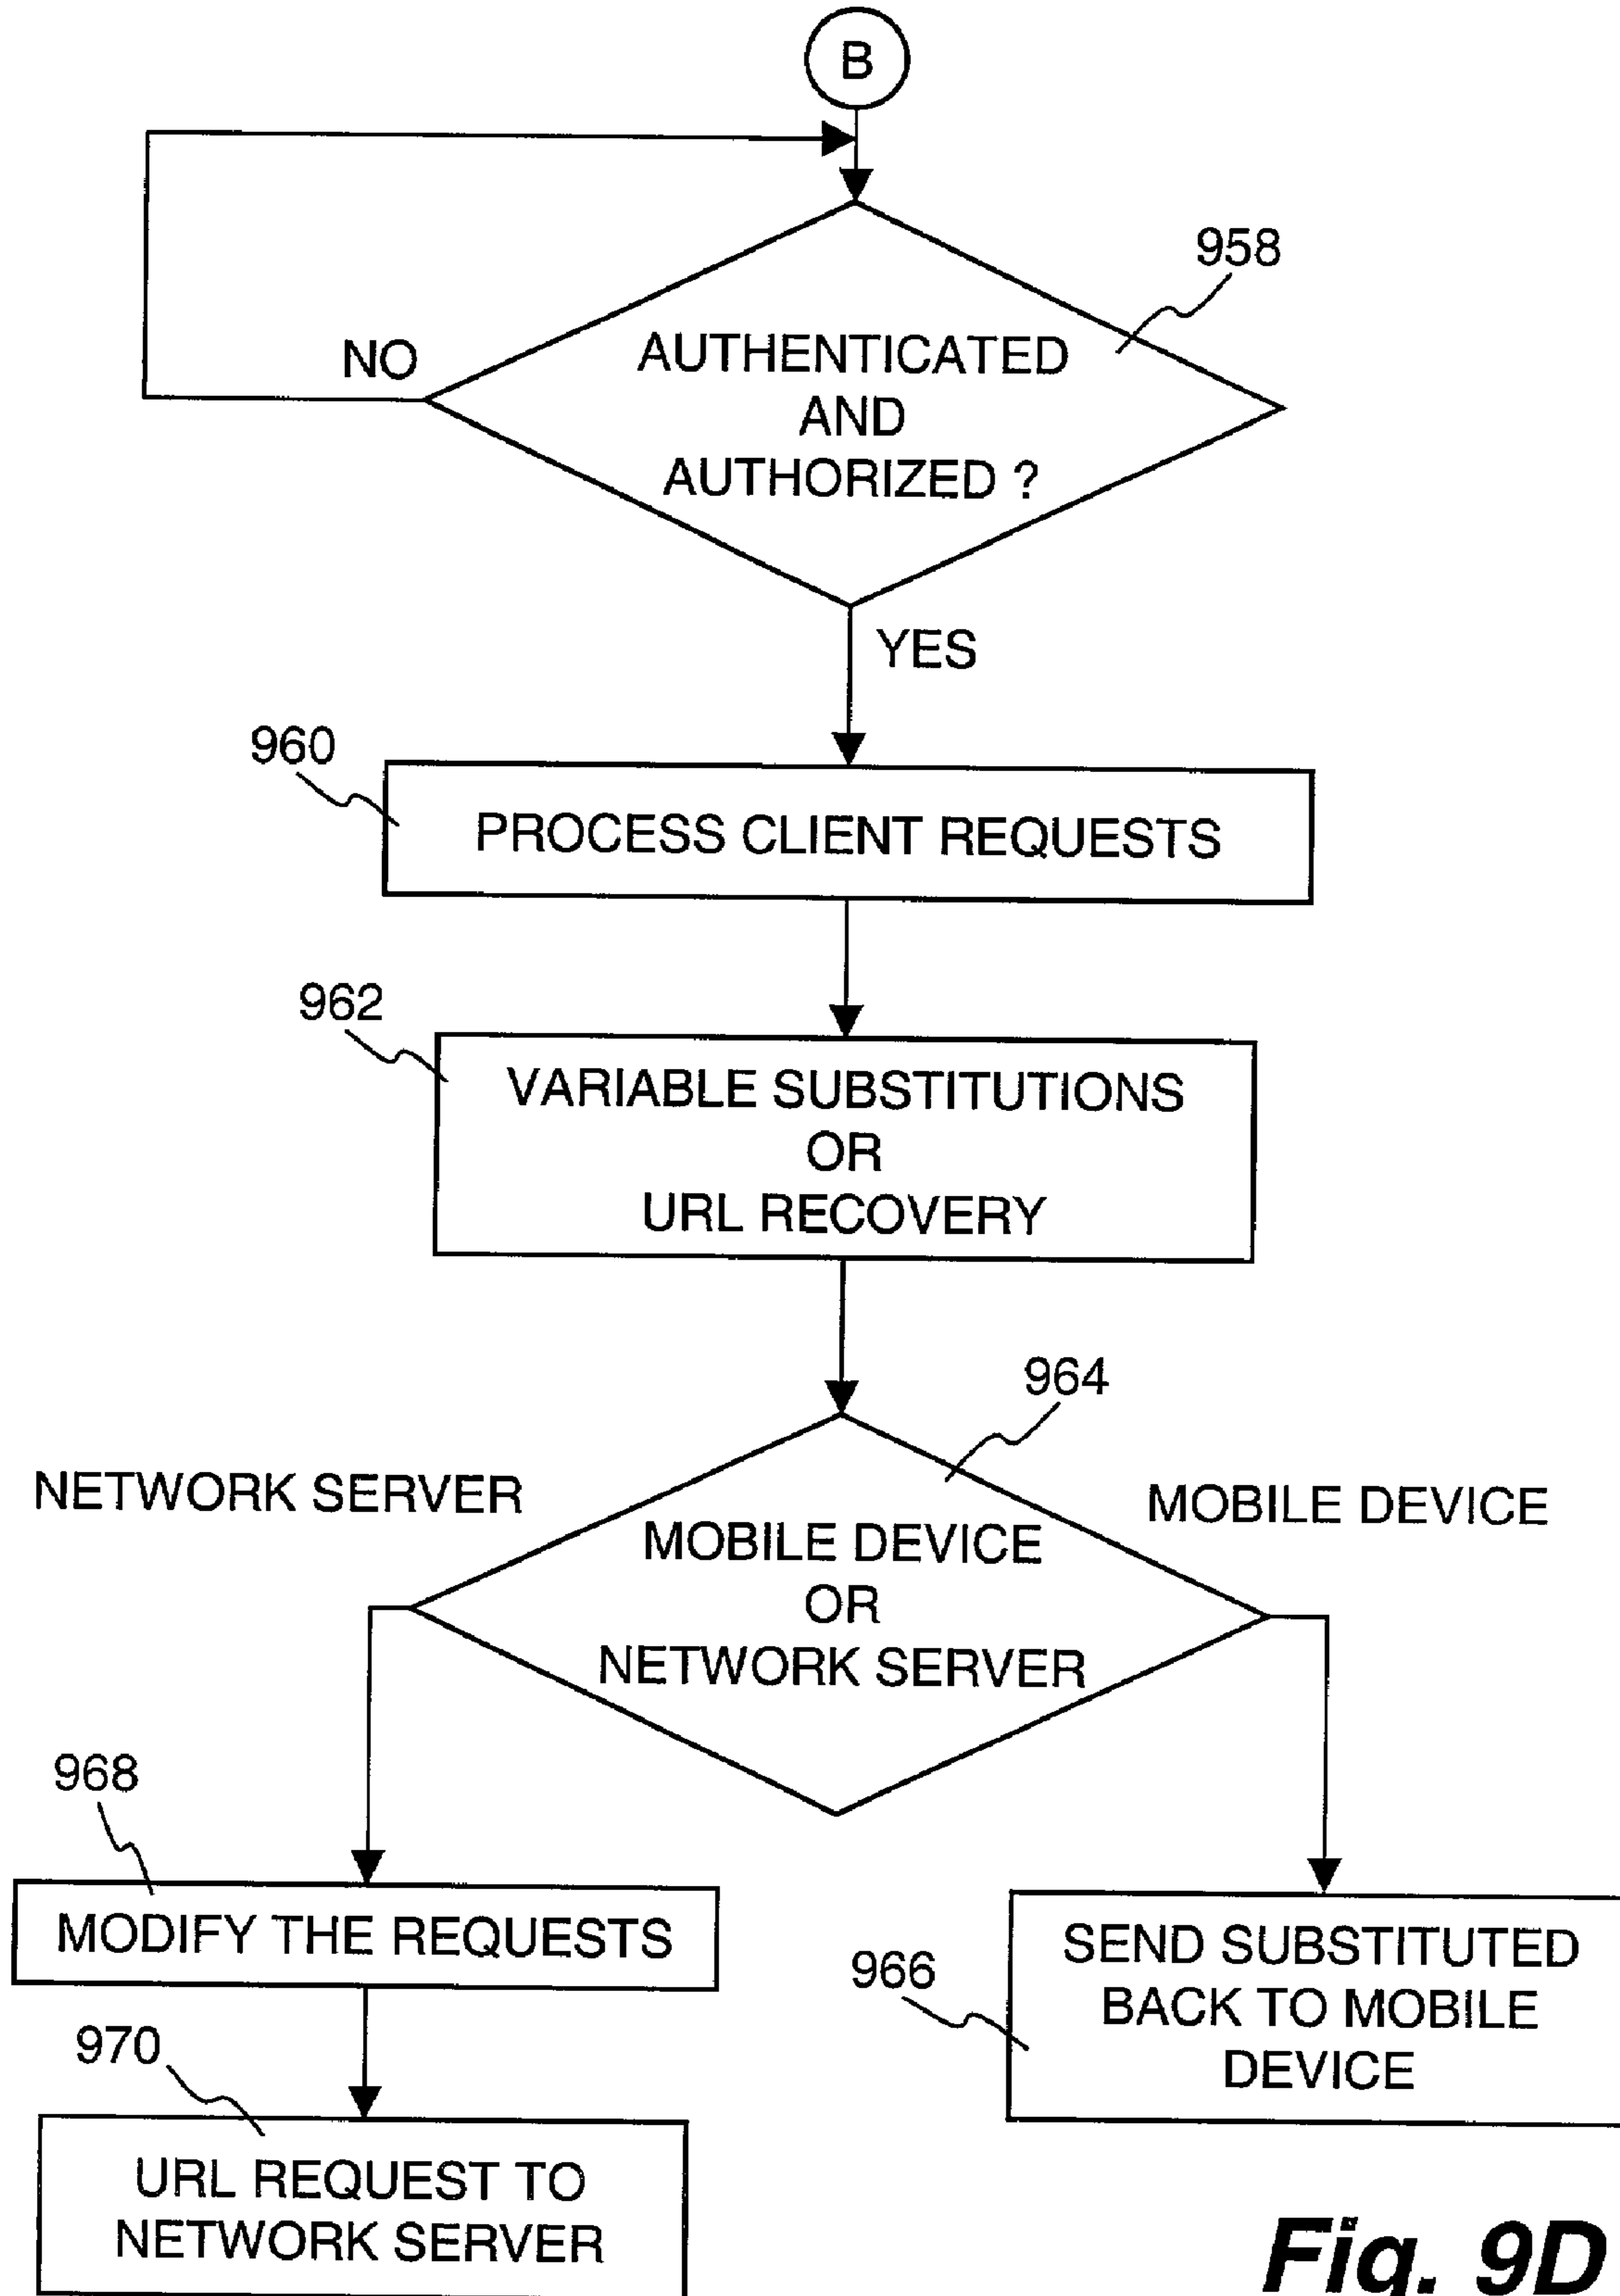 B
958
NO
AUTHENTICATED
AND
AUTHORIZED ?
YES
960
PROCESS CLIENT REQUESTS
962
VARIABLE SUBSTITUTIONS
OR
URL RECOVERY
964
NETWORK SERVER
MOBILE DEVICE
MOBILE DEVICE
OR
NETWORK SERVER
968
MODIFY THE REQUESTS
966
SEND SUBSTITUTED
BACK TO MOBILE
DEVICE
970
URL REQUEST TO
NETWORK SERVER
Fig. 9D